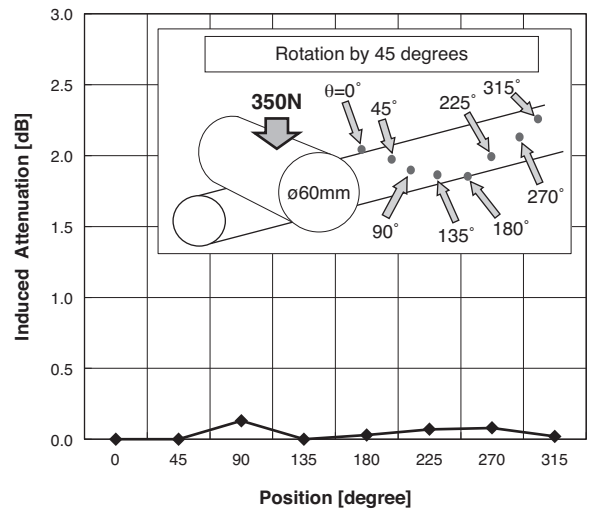 3.0
2.5
2.0
1.5
1.0
0.5
0.0
Induced Attenuation [dB]
Rotation by 45 degrees
350N
θ=0°
45°
225°
315°
ø60mm
90°
135°
180°
270°
0 45 90 135 180 225 270 315
Position [degree]